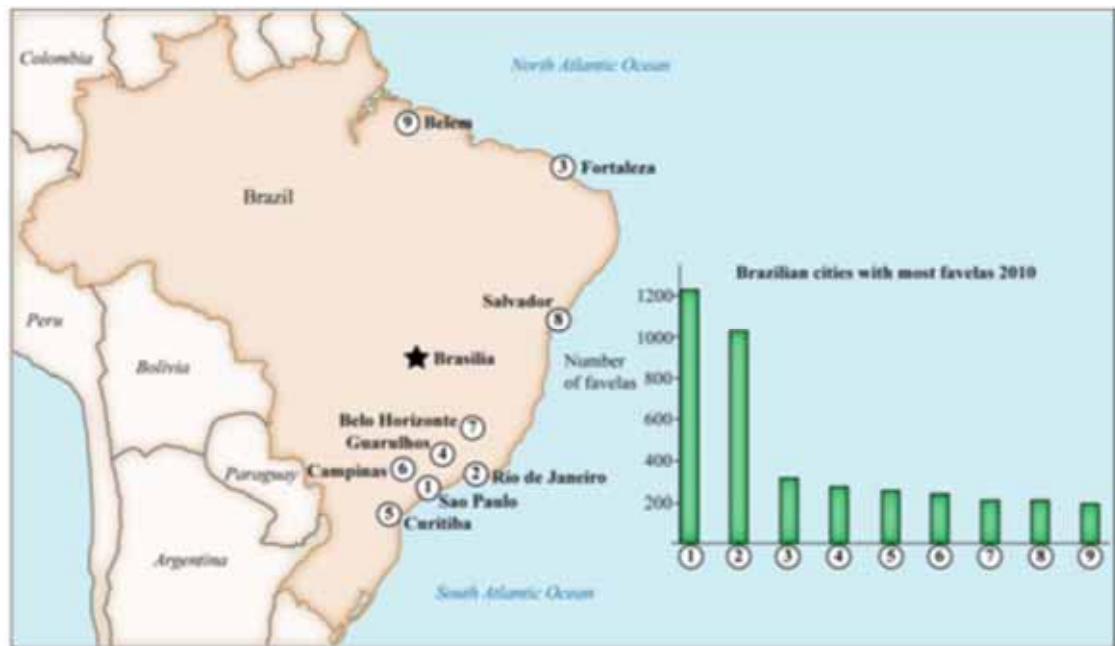 Colombia
North Atlantic Ocean
9 Belem
3 Fortaleza
Brazil
Salvador
8
Peru
Bolivia
Brasilia
Belo Horizonte
7
Guarulhos
4
Campinas 6
2 Rio de Janeiro
Paraguay
1
Sao Paulo
5
Curitiba
Argentina
South Atlantic Ocean
Brazilian cities with most favelas 2010
Number
of favelas
1200
1000
800
600
400
200
1 2 3 4 5 6 7 8 9